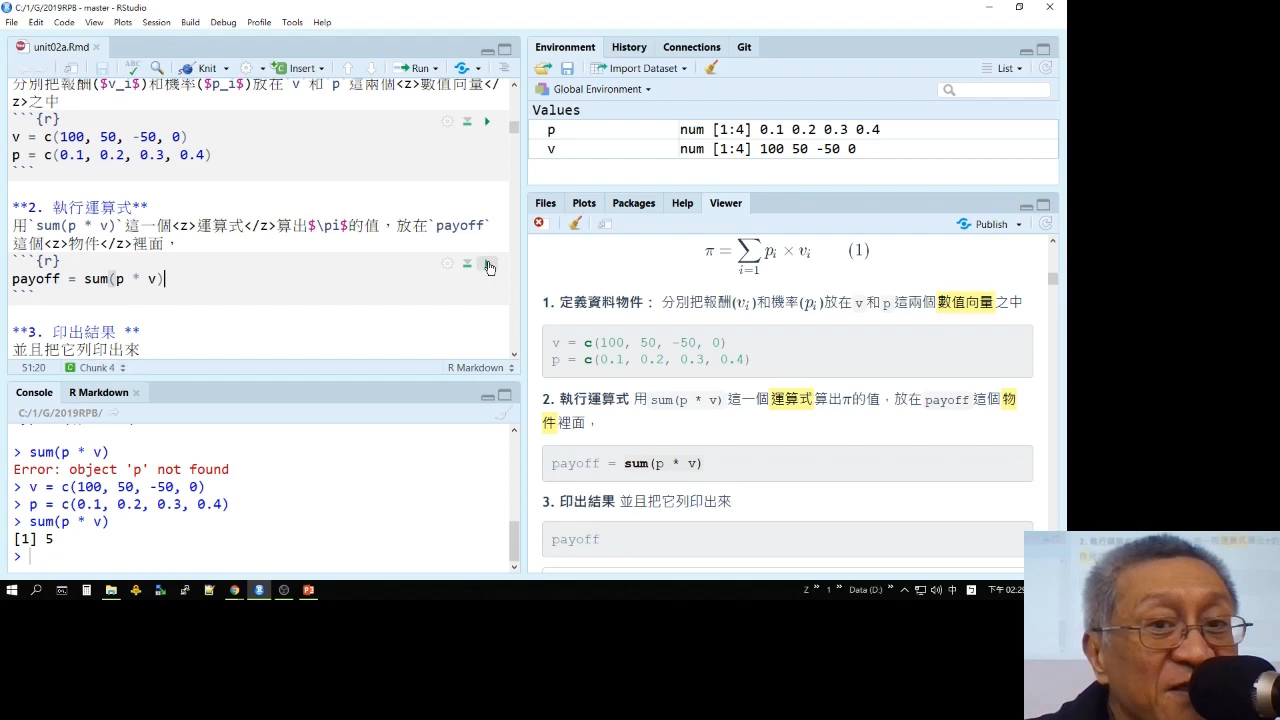 C:/1/G/2019RPB - master - RStudio
File Edit Code View Plots Session Build Debug Profile Tools Help
unit02a.Rmd
ABC Knit Insert Run
分別把報酬($v_i$)和機率($p_i$)放在`v`和`p`這兩個<z>數值向量</
z>之中
```{r}
v = c(100, 50, -50, 0)
p = c(0.1, 0.2, 0.3, 0.4)
```
**2. 執行運算式**
用`sum(p * v)`這一個<z>運算式</z>算出$\pi$的值，放在`payoff`
這個<z>物件</z>裡面，
```{r}
payoff = sum(p * v)
```
**3. 印出結果 **
並且把它列印出來
51:20 Chunk 4 R Markdown
Console R Markdown
C:/1/G/2019RPB/
> sum(p * v)
Error: object 'p' not found
> v = c(100, 50, -50, 0)
> p = c(0.1, 0.2, 0.3, 0.4)
> sum(p * v)
[1] 5
>
Environment History Connections Git
Import Dataset List
Global Environment
Values
p num [1:4] 0.1 0.2 0.3 0.4
v num [1:4] 100 50 -50 0
Files Plots Packages Help Viewer
Publish
π = ∑ i=1 p_i × v_i (1)
1. 定義資料物件： 分別把報酬(v_i)和機率(p_i)放在 v 和 p 這兩個數值向量之中
v = c(100, 50, -50, 0)
p = c(0.1, 0.2, 0.3, 0.4)
2. 執行運算式 用 sum(p * v) 這一個運算式算出π的值，放在 payoff 這個物
件裡面，
payoff = sum(p * v)
3. 印出結果 並且把它列印出來
payoff
Z » 1 » Data (D:) » 中 下午 02:29